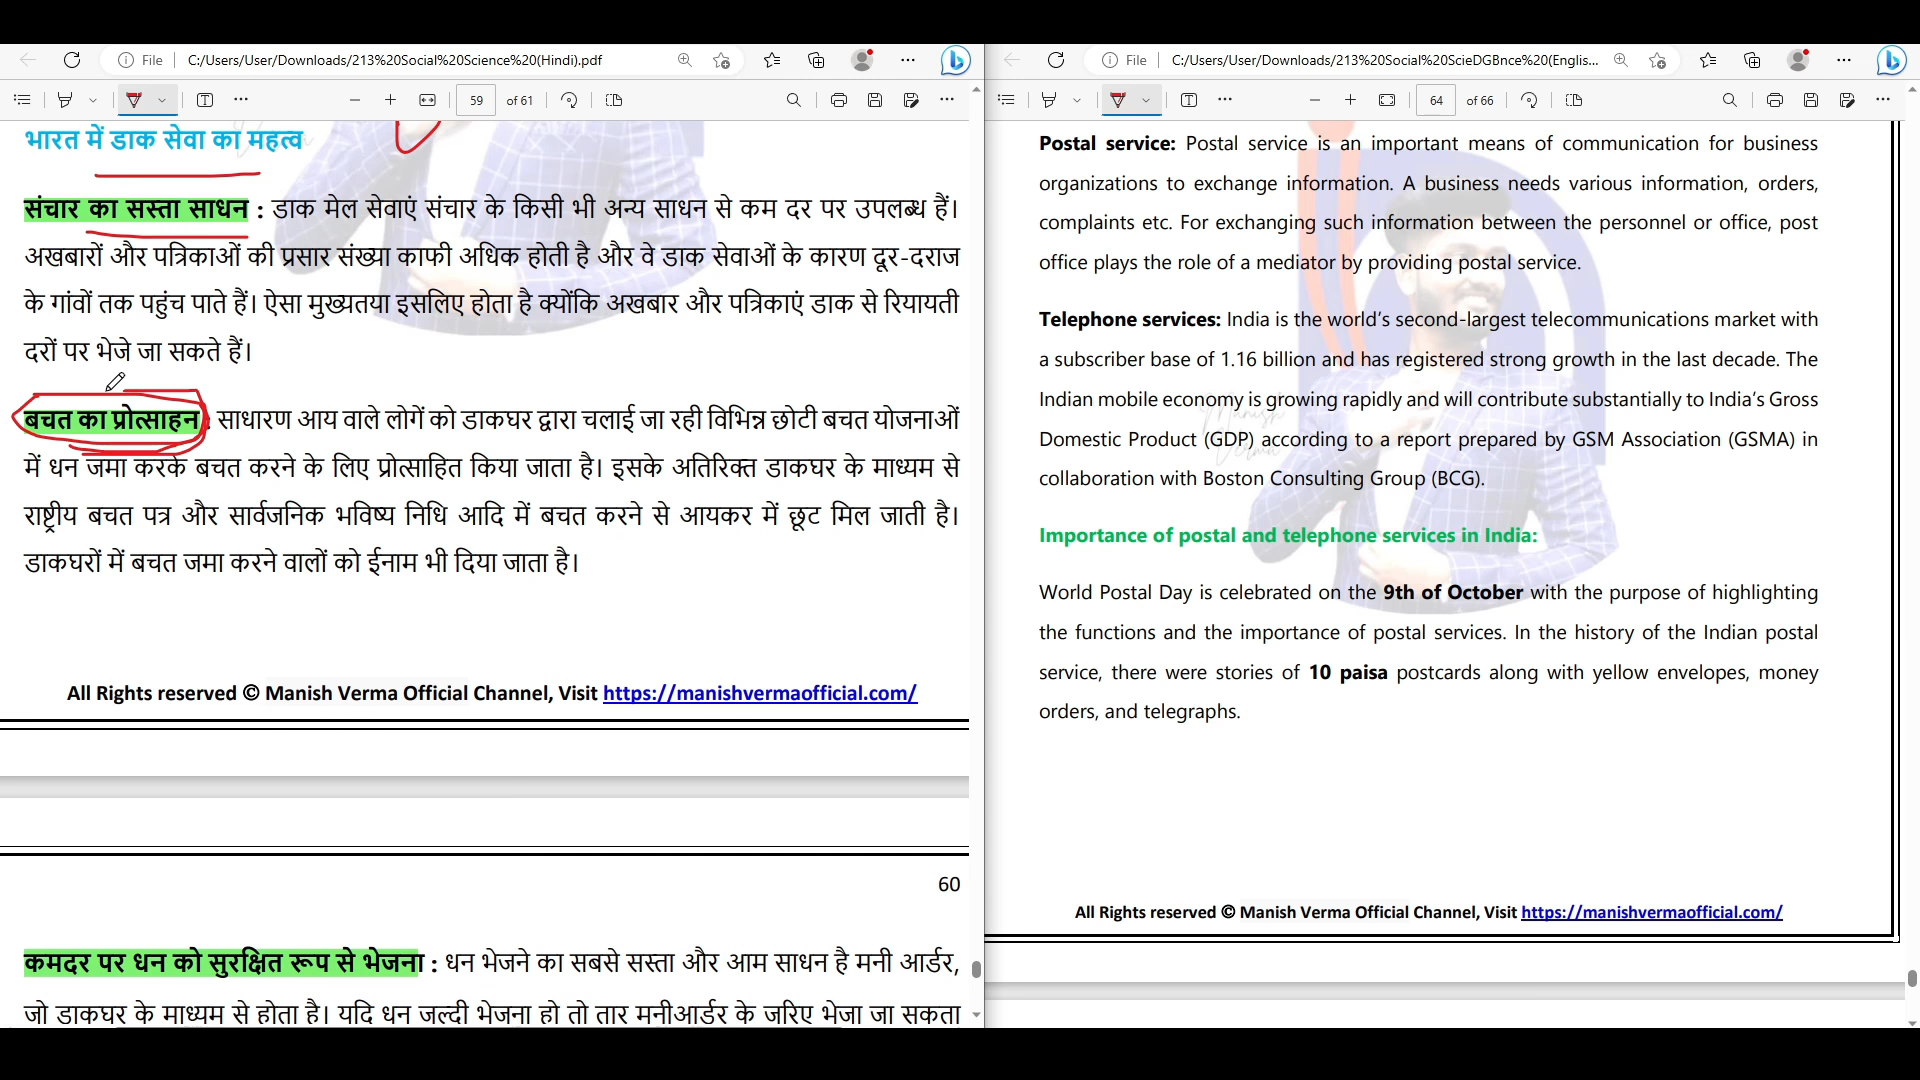 File
C:/Users/User/Downloads/213%20Social%20Science%20(Hindi).pdf
59 of 61
भारत में डाक सेवा का महत्व
संचार का सस्ता साधन : डाक मेल सेवाएं संचार के किसी भी अन्य साधन से कम दर पर उपलब्ध हैं।
अखबारों और पत्रिकाओं की प्रसार संख्या काफी अधिक होती है और वे डाक सेवाओं के कारण दूर-दराज
के गांवों तक पहुंच पाते हैं। ऐसा मुख्यतया इसलिए होता है क्योंकि अखबार और पत्रिकाएं डाक से रियायती
दरों पर भेजे जा सकते हैं।
बचत का प्रोत्साहन : साधारण आय वाले लोगें को डाकघर द्वारा चलाई जा रही विभिन्न छोटी बचत योजनाओं
में धन जमा करके बचत करने के लिए प्रोत्साहित किया जाता है। इसके अतिरिक्त डाकघर के माध्यम से
राष्ट्रीय बचत पत्र और सार्वजनिक भविष्य निधि आदि में बचत करने से आयकर में छूट मिल जाती है।
डाकघरों में बचत जमा करने वालों को ईनाम भी दिया जाता है।
All Rights reserved © Manish Verma Official Channel, Visit https://manishvermaofficial.com/
60
कमदर पर धन को सुरक्षित रूप से भेजना : धन भेजने का सबसे सस्ता और आम साधन है मनी आर्डर,
जो डाकघर के माध्यम से होता है। यदि धन जल्दी भेजना हो तो तार मनीआर्डर के जरिए भेजा जा सकता
File
C:/Users/User/Downloads/213%20Social%20ScieDGBnce%20(Englis...
64 of 66
Postal service: Postal service is an important means of communication for business
organizations to exchange information. A business needs various information, orders,
complaints etc. For exchanging such information between the personnel or office, post
office plays the role of a mediator by providing postal service.
Telephone services: India is the world's second-largest telecommunications market with
a subscriber base of 1.16 billion and has registered strong growth in the last decade. The
Indian mobile economy is growing rapidly and will contribute substantially to India's Gross
Domestic Product (GDP) according to a report prepared by GSM Association (GSMA) in
collaboration with Boston Consulting Group (BCG).
Manish
Verma
Importance of postal and telephone services in India:
World Postal Day is celebrated on the 9th of October with the purpose of highlighting
the functions and the importance of postal services. In the history of the Indian postal
service, there were stories of 10 paisa postcards along with yellow envelopes, money
orders, and telegraphs.
All Rights reserved © Manish Verma Official Channel, Visit https://manishvermaofficial.com/